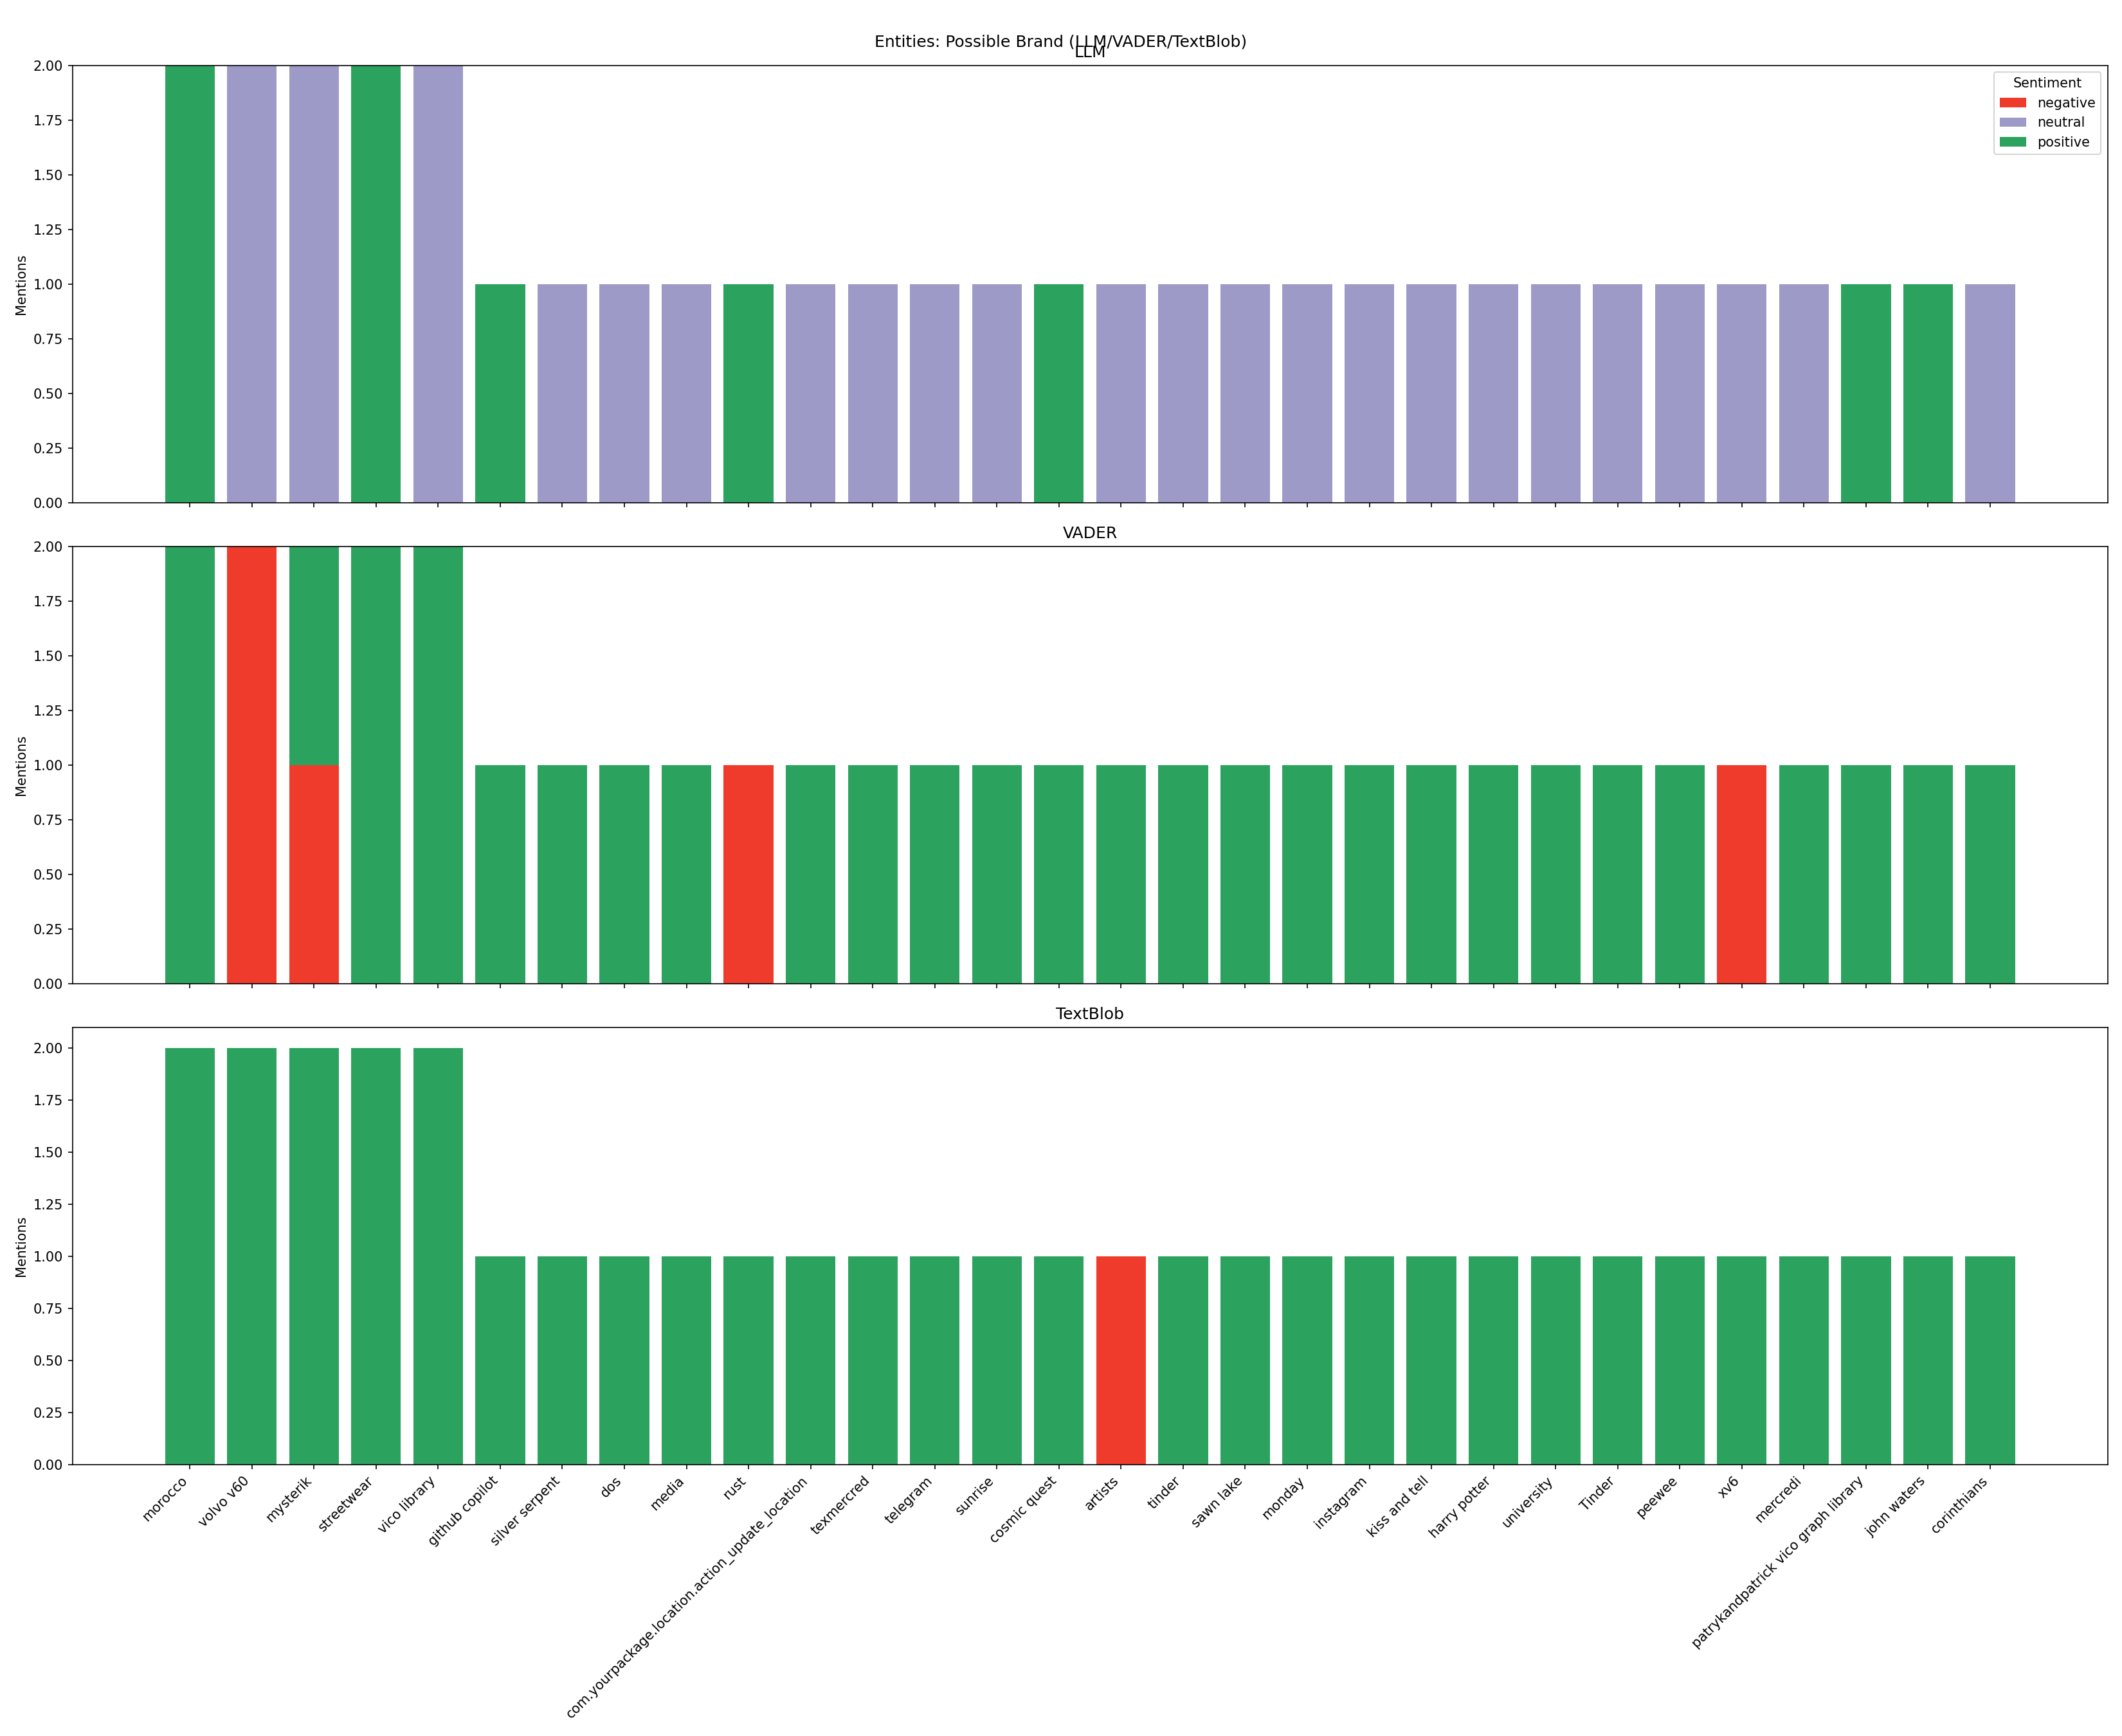 Entities: Possible Brand (LLM/VADER/TextBlob)
LLM
Mentions
2.00
1.75
1.50
1.25
1.00
0.75
0.50
0.25
0.00
Sentiment
negative
neutral
positive
VADER
Mentions
2.00
1.75
1.50
1.25
1.00
0.75
0.50
0.25
0.00
TextBlob
Mentions
2.00
1.75
1.50
1.25
1.00
0.75
0.50
0.25
0.00
morocco
volvo v60
mysterik
streetwear
vico library
github copilot
silver serpent
dos
media
rust
com.yourpackage.location.action_update_location
texmercred
telegram
sunrise
cosmic quest
artists
tinder
sawn lake
monday
instagram
kiss and tell
harry potter
university
Tinder
peewee
xv6
mercredi
patrykandpatrick vico graph library
john waters
corinthians